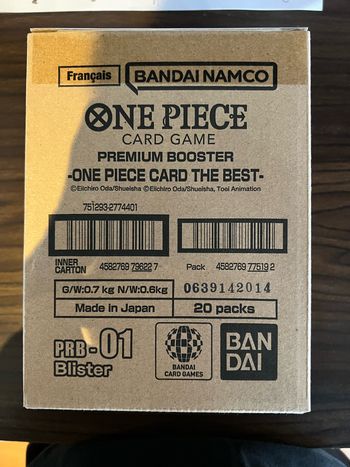 Français BANDAI NAMCO
ONE PIECE
CARD GAME
PREMIUM BOOSTER
-ONE PIECE CARD THE BEST-
©Eiichiro Oda/Shueisha ©Eiichiro Oda/Shueisha, Toei Animation
751293-2774401
INNER CARTON 4582769 79622 7
Pack 4582769 77519 2
G/W:0.7 kg N/W:0.6kg 0639142014
Made in Japan 20 packs
PRB-01
Blister
BANDAI
CARD GAMES
BAN
DAI